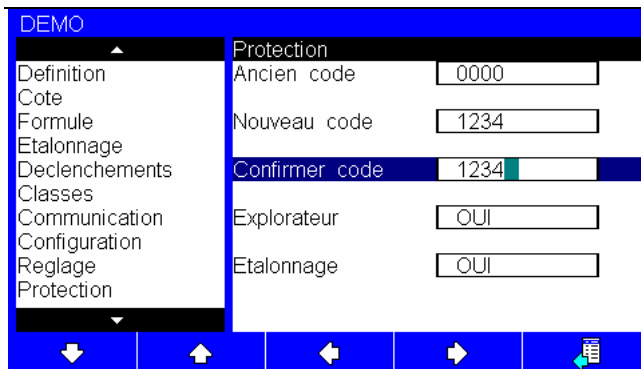 DEMO
Definition
Cote
Formule
Etalonnage
Declenchements
Classes
Communication
Configuration
Reglage
Protection
Protection
Ancien code 0000
Nouveau code 1234
Confirmer code 1234
Explorateur OUI
Etalonnage OUI